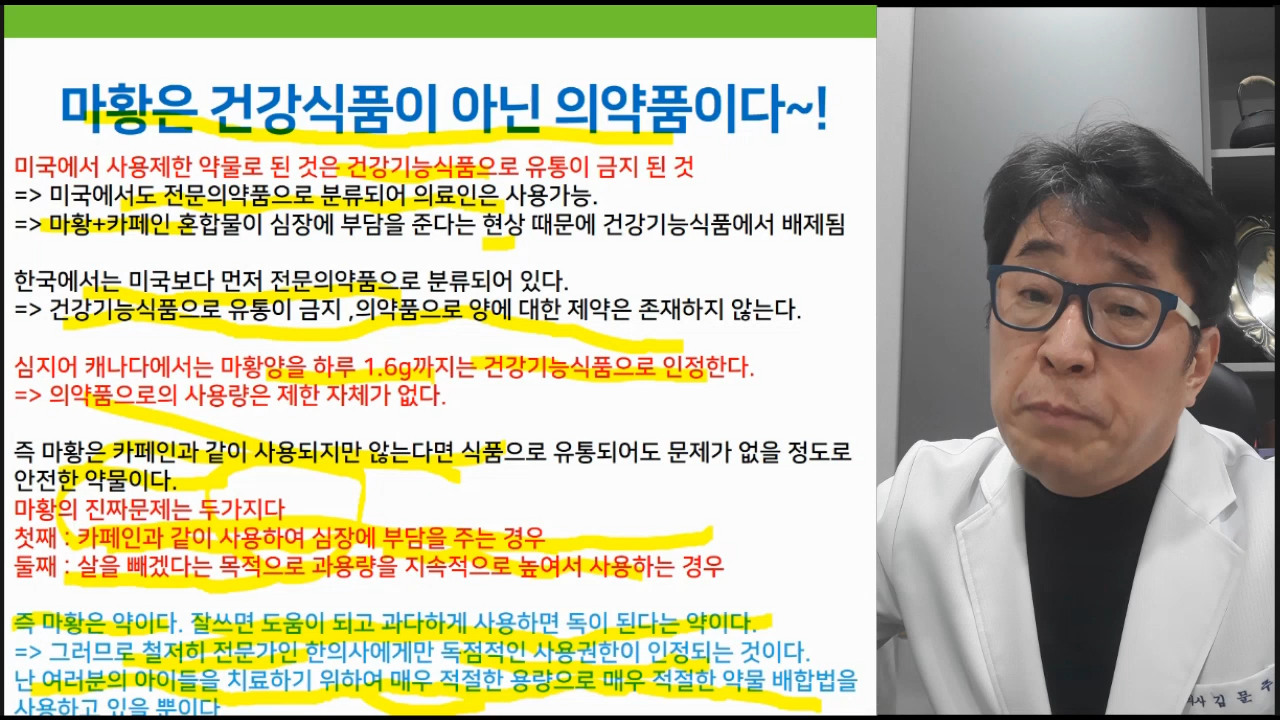 마황은 건강식품이 아닌 의약품이다~!
미국에서 사용제한 약물로 된 것은 건강기능식품으로 유통이 금지 된 것
=> 미국에서도 전문의약품으로 분류되어 의료인은 사용가능.
=> 마황+카페인 혼합물이 심장에 부담을 준다는 현상 때문에 건강기능식품에서 배제됨
한국에서는 미국보다 먼저 전문의약품으로 분류되어 있다.
=> 건강기능식품으로 유통이 금지 ,의약품으로 양에 대한 제약은 존재하지 않는다.
심지어 캐나다에서는 마황양을 하루 1.6g까지는 건강기능식품으로 인정한다.
=> 의약품으로의 사용량은 제한 자체가 없다.
즉 마황은 카페인과 같이 사용되지만 않는다면 식품으로 유통되어도 문제가 없을 정도로
안전한 약물이다.
마황의 진짜문제는 두가지다
첫째 : 카페인과 같이 사용하여 심장에 부담을 주는 경우
둘째 : 살을 빼겠다는 목적으로 과용량을 지속적으로 높여서 사용하는 경우
즉 마황은 약이다. 잘쓰면 도움이 되고 과다하게 사용하면 독이 된다는 약이다.
=> 그러므로 철저히 전문가인 한의사에게만 독점적인 사용권한이 인정되는 것이다.
난 여러분의 아이들을 치료하기 위하여 매우 적절한 용량으로 매우 적절한 약물 배합법을
사용하고 있을 뿐이다
김 문